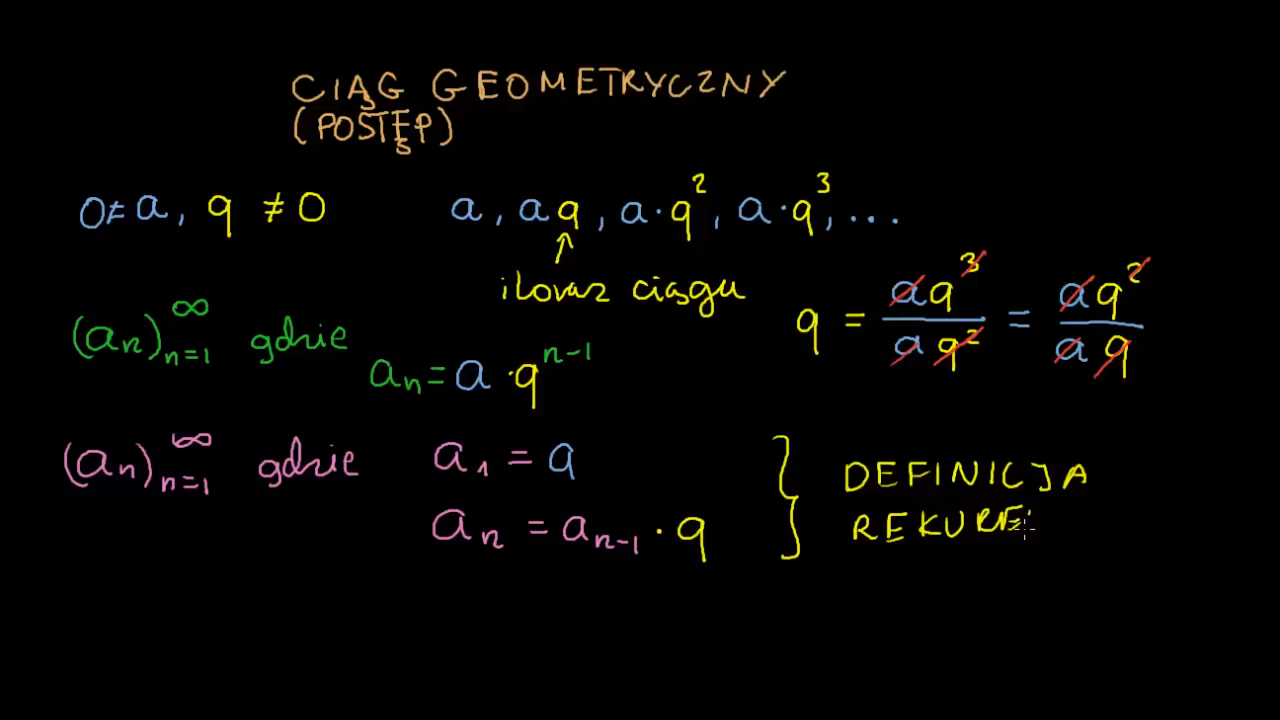 CIĄG GEOMETRYCZNY
(POSTĘP)
0≠a, q ≠ 0
a, aq, a·q², a·q³, ...
iloraz ciągu
q = aq³/aq² = aq²/aq
(aₙ)ₙ₌₁^∞ gdzie
aₙ = a·qⁿ⁻¹
(aₙ)ₙ₌₁^∞ gdzie a₁ = a
aₙ = aₙ₋₁ · q
DEFINICJA
REKURE